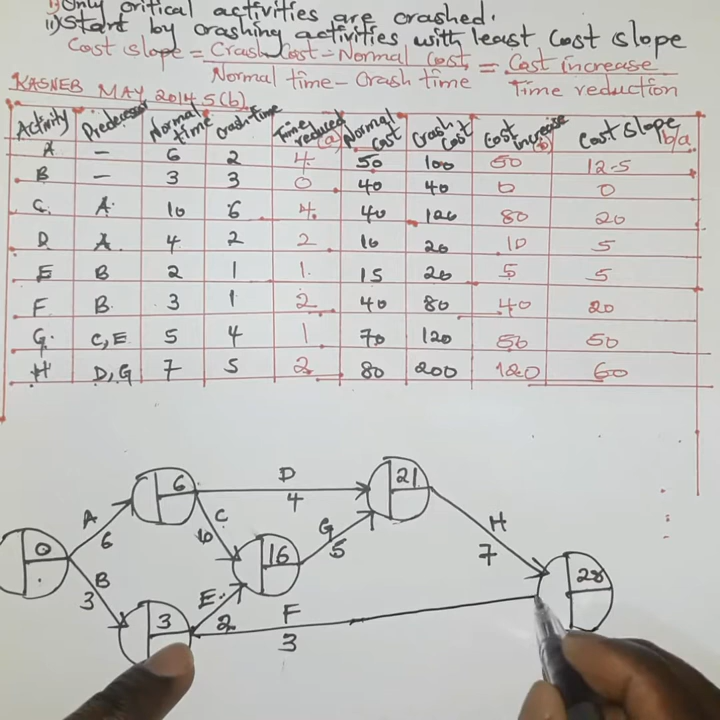 i) Only critical activities are crashed.
ii) Start by crashing activities with least cost slope
Cost slope = Crash Cost - Normal cost = Cost increase
Normal time - Crash time Time reduction
KASNEB MAY 2014 5(b)
Activity Predecessor Normal time Crash time Time reduced (a) Normal cost Crash cost Cost increase (b) Cost slope b/a
A — 6 2 4 50 100 50 12.5
B — 3 3 0 40 40 0 0
C A 10 6 4 40 120 80 20
D A 4 2 2 10 20 10 5
E B 2 1 1 15 20 5 5
F B 3 1 2 40 80 40 20
G C, E 5 4 1 70 120 50 50
H D, G 7 5 2 80 200 120 60
D
6 21
4
A C H
6 G
10 5 7
0 16
28
B E
3 F
3 2
3